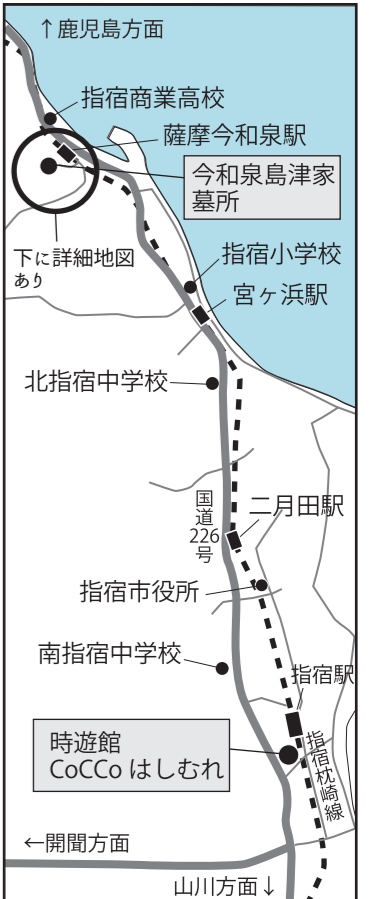 ↑鹿児島方面
指宿商業高校
薩摩今和泉駅
今和泉島津家
墓所
下に詳細地図
あり
指宿小学校
宮ヶ浜駅
北指宿中学校
国道
226
号
二月田駅
指宿市役所
南指宿中学校
指宿駅
時遊館
CoCCo はしむれ
指宿枕崎線
←開聞方面
山川方面↓